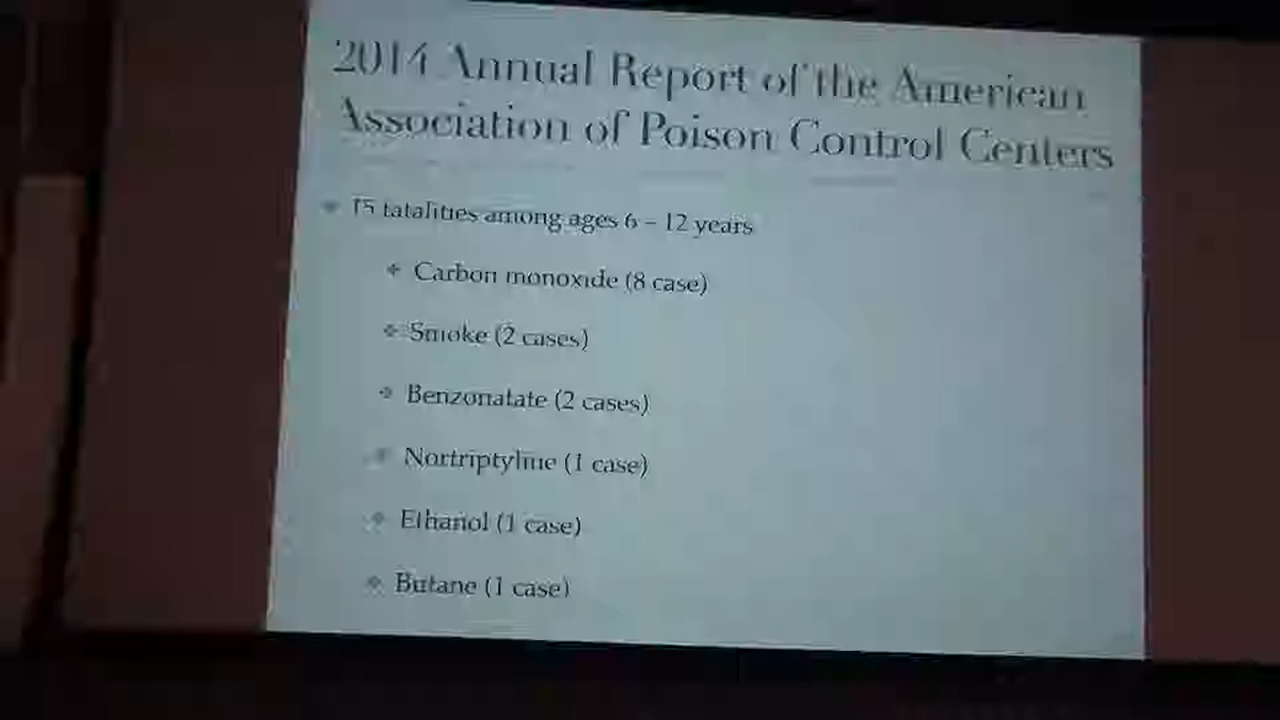 2014 Annual Report of the American
Association of Poison Control Centers
15 fatalities among ages 6 – 12 years
Carbon monoxide (8 case)
Smoke (2 cases)
Benzonatate (2 cases)
Nortriptyline (1 case)
Ethanol (1 case)
Butane (1 case)